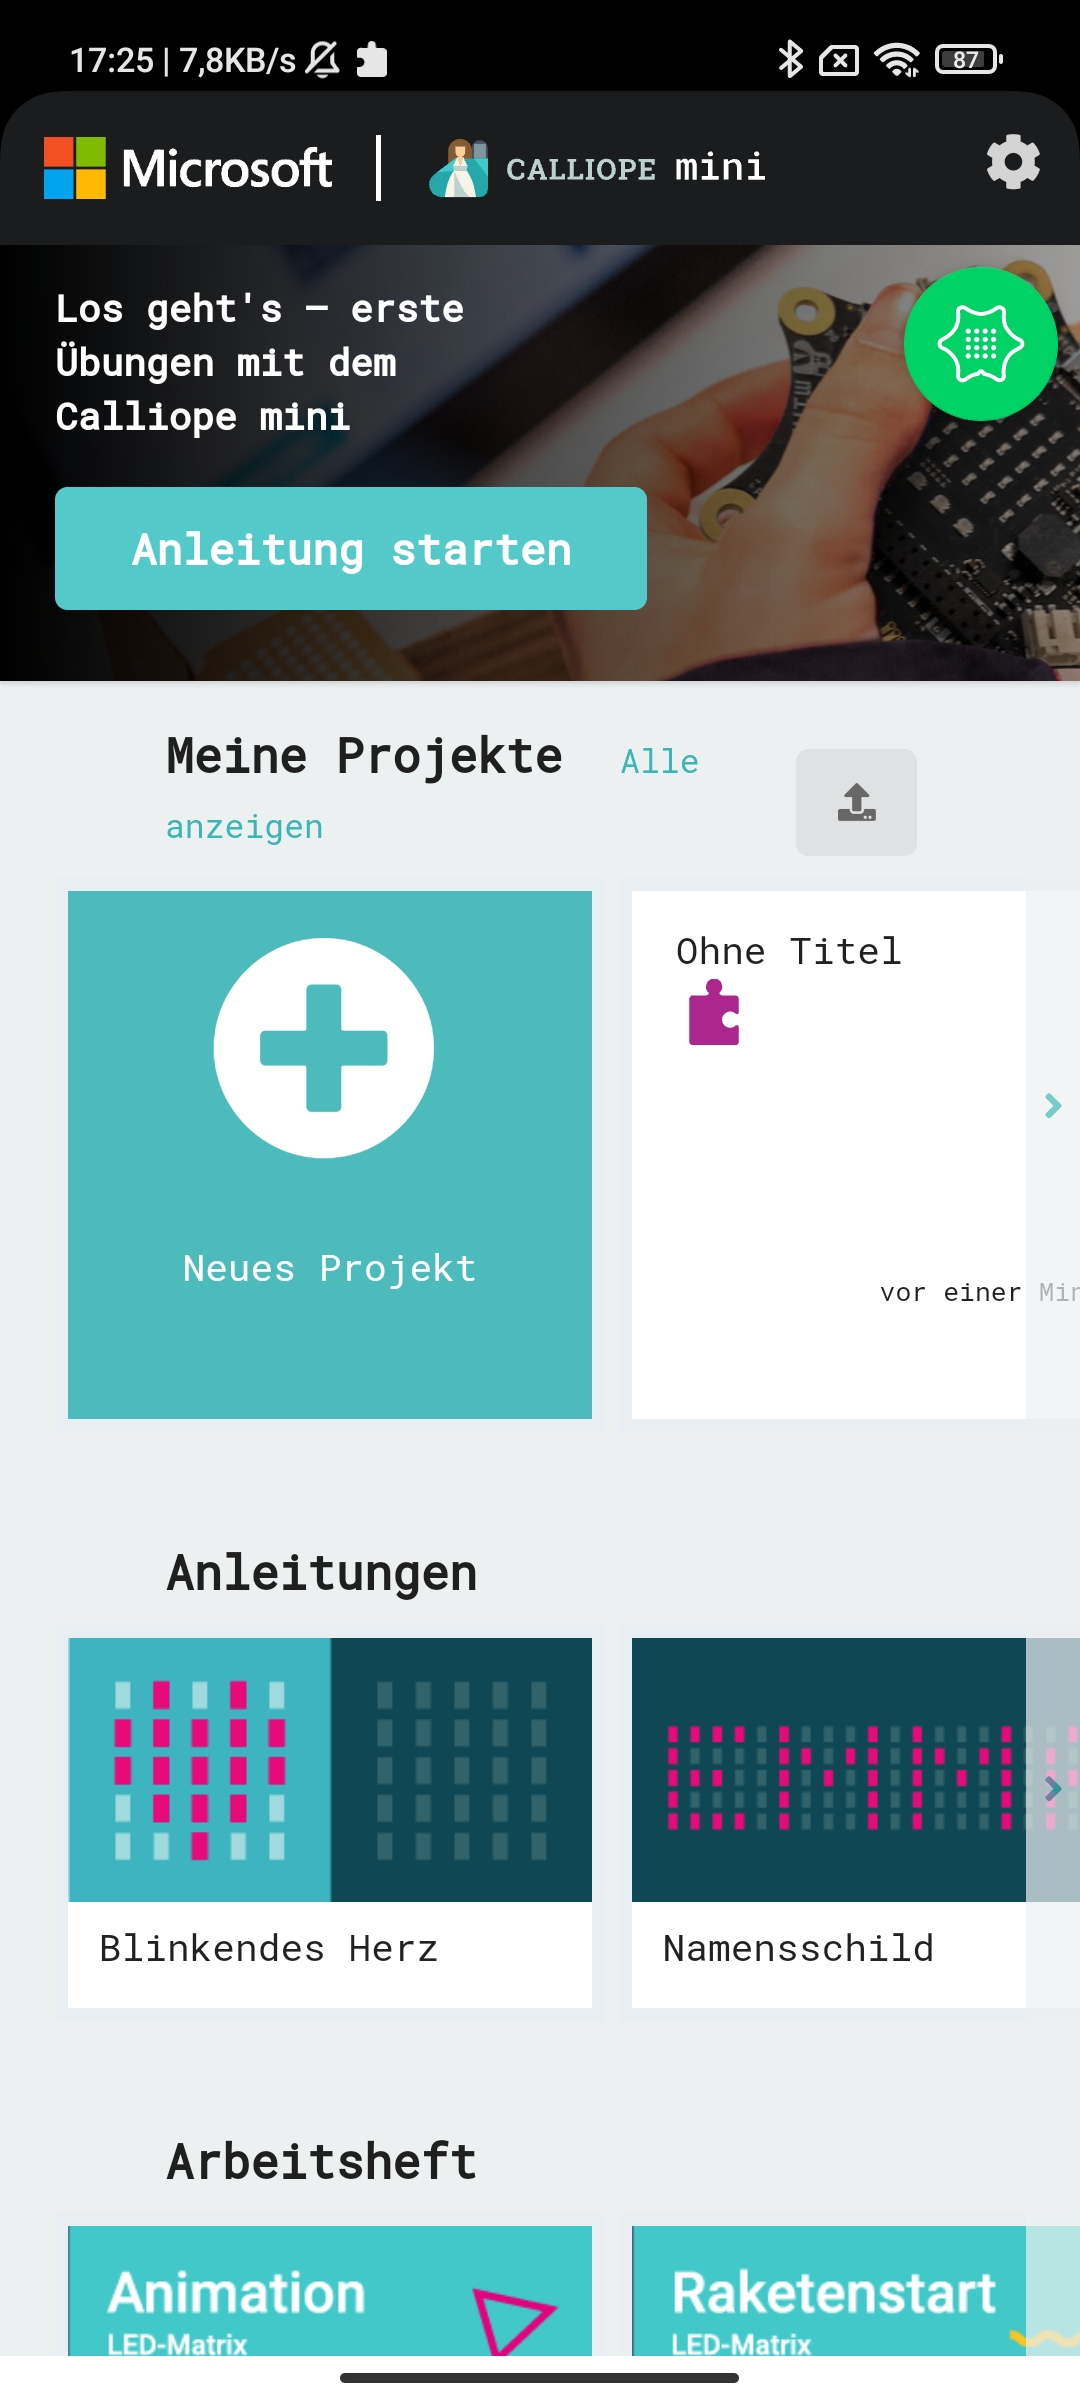 17:25 | 7,8KB/s
87
Microsoft
CALLIOPE mini
Los geht's – erste
Übungen mit dem
Calliope mini
Anleitung starten
Meine Projekte Alle
anzeigen
Neues Projekt
Ohne Titel
vor einer
Anleitungen
Blinkendes Herz
Namensschild
Arbeitsheft
Animation
LED-Matrix
Raketenstart
LED-Matrix